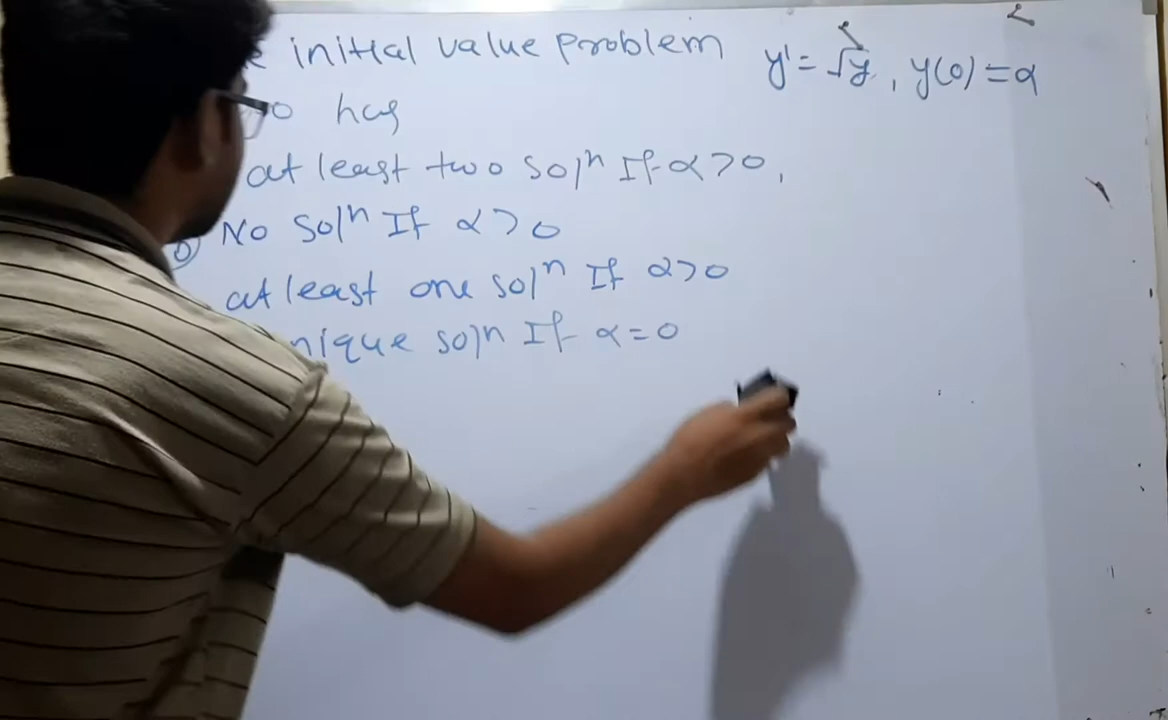 initial value problem y' = √y, y(0) = α
has
at least two solⁿ If α>0,
No solⁿ If α>0
at least one solⁿ If α>0
nique solⁿ If α=0